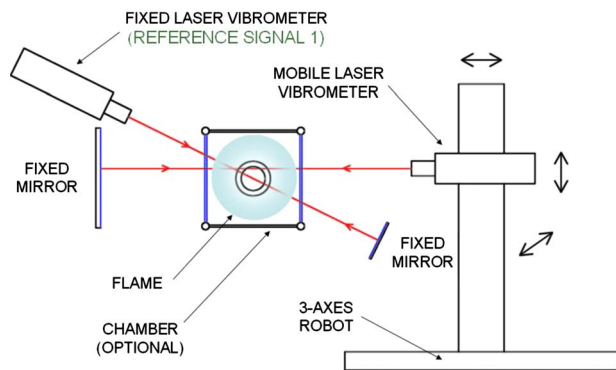 FIXED LASER VIBROMETER
(REFERENCE SIGNAL 1)
MOBILE LASER
VIBROMETER
FIXED
MIRROR
FIXED
MIRROR
FLAME
CHAMBER
(OPTIONAL)
3-AXES
ROBOT